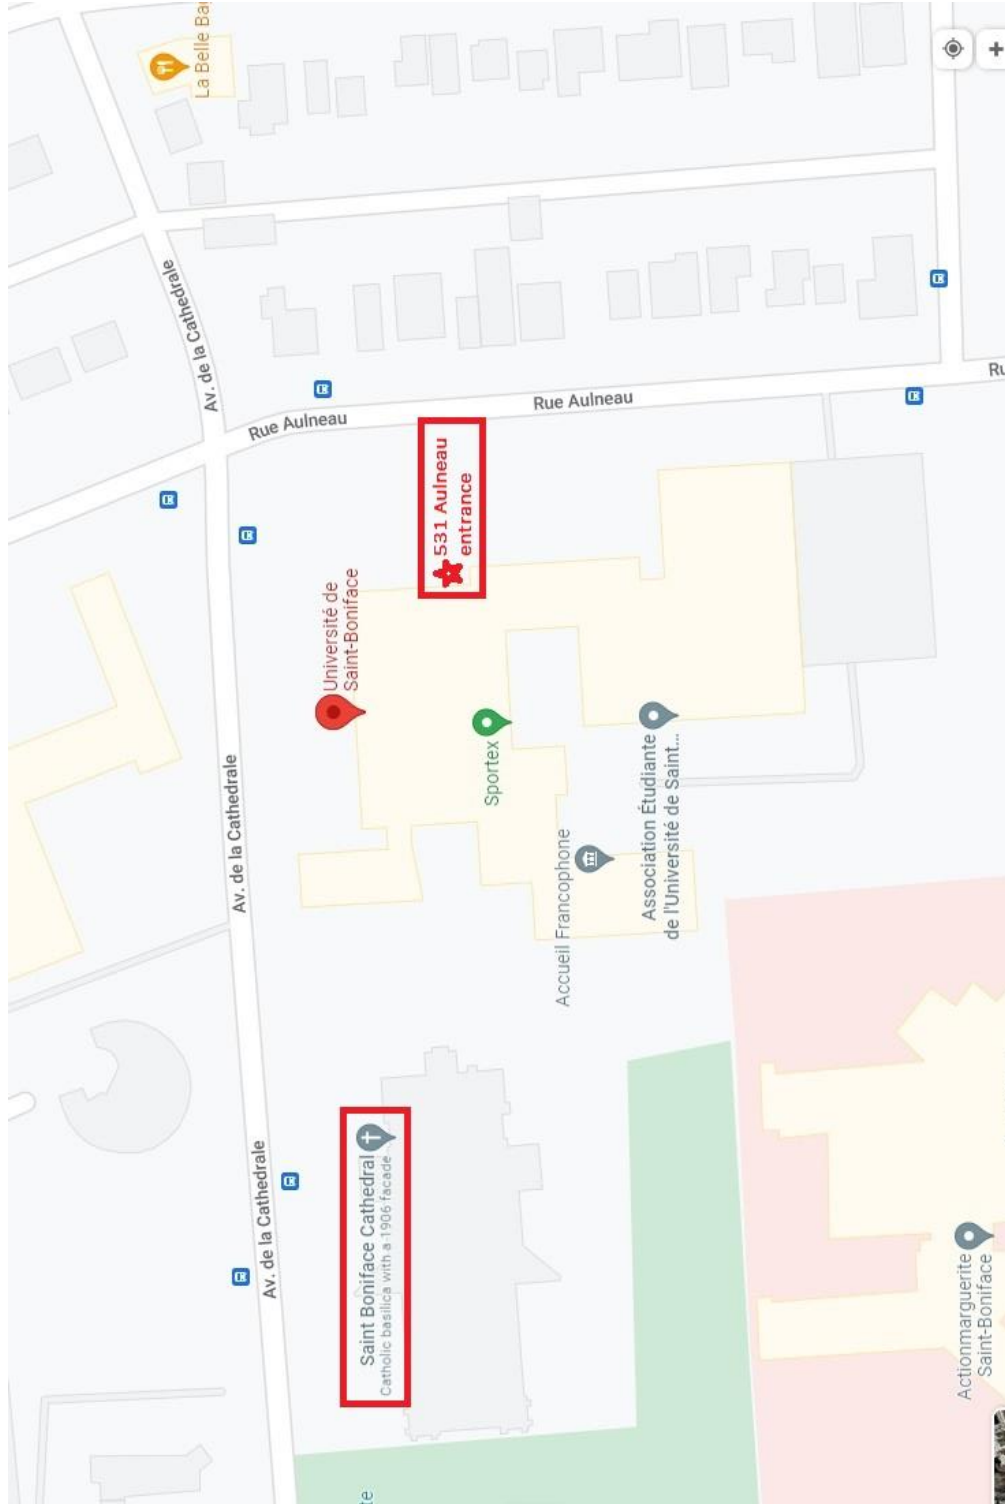 La Belle Ba
Av. de la Cathedrale
Rue Aulneau
Rue Aulneau
531 Aulneau
entrance
Université de
Saint-Boniface
Av. de la Cathedrale
Sportex
Association Étudiante
de l'Université de Saint...
Accueil Francophone
Av. de la Cathedrale
Saint Boniface Cathedral
Catholic basilica with a 1906 facade
Actionmarguerite
Saint-Boniface